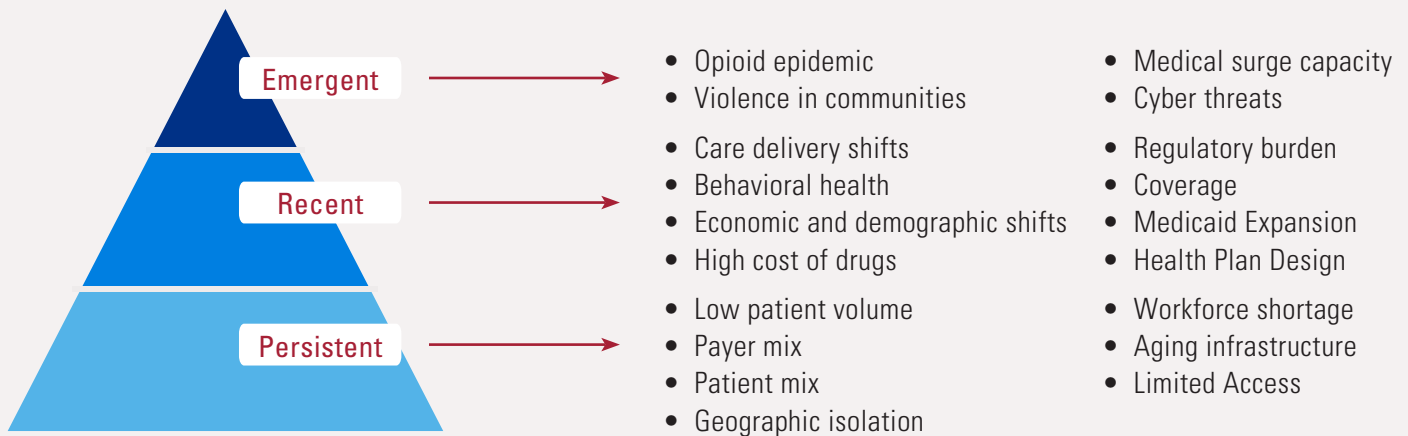 Emergent
• Opioid epidemic
• Violence in communities
• Medical surge capacity
• Cyber threats
Recent
• Care delivery shifts
• Behavioral health
• Economic and demographic shifts
• High cost of drugs
• Regulatory burden
• Coverage
• Medicaid Expansion
• Health Plan Design
Persistent
• Low patient volume
• Payer mix
• Patient mix
• Geographic isolation
• Workforce shortage
• Aging infrastructure
• Limited Access